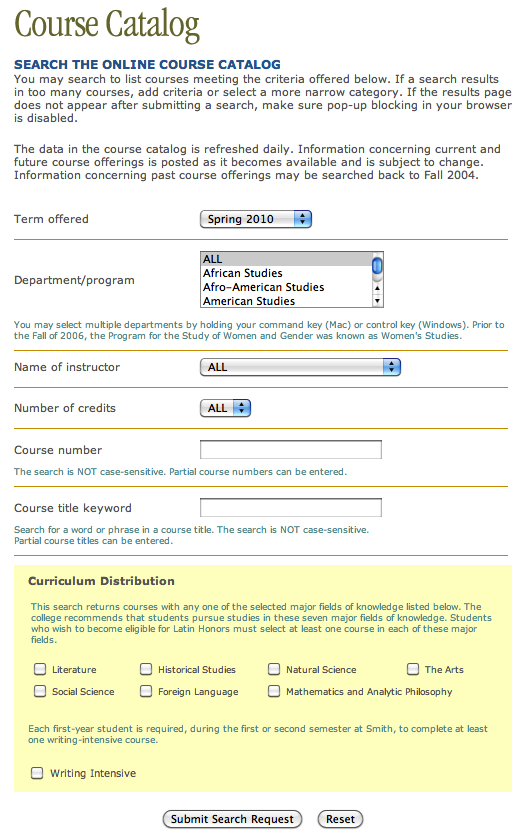 Course Catalog
SEARCH THE ONLINE COURSE CATALOG
You may search to list courses meeting the criteria offered below. If a search results
in too many courses, add criteria or select a more narrow category. If the results page
does not appear after submitting a search, make sure pop-up blocking in your browser
is disabled.
The data in the course catalog is refreshed daily. Information concerning current and
future course offerings is posted as it becomes available and is subject to change.
Information concerning past course offerings may be searched back to Fall 2004.
Term offered Spring 2010
Department/program
ALL
African Studies
Afro-American Studies
American Studies
You may select multiple departments by holding your command key (Mac) or control key (Windows). Prior to
the Fall of 2006, the Program for the Study of Women and Gender was known as Women's Studies.
Name of instructor ALL
Number of credits ALL
Course number
The search is NOT case-sensitive. Partial course numbers can be entered.
Course title keyword
Search for a word or phrase in a course title. The search is NOT case-sensitive.
Partial course titles can be entered.
Curriculum Distribution
This search returns courses with any one of the selected major fields of knowledge listed below. The
college recommends that students pursue studies in these seven major fields of knowledge. Students
who wish to become eligible for Latin Honors must select at least one course in each of these major
fields.
Literature Historical Studies Natural Science The Arts
Social Science Foreign Language Mathematics and Analytic Philosophy
Each first-year student is required, during the first or second semester at Smith, to complete at least
one writing-intensive course.
Writing Intensive
Submit Search Request Reset